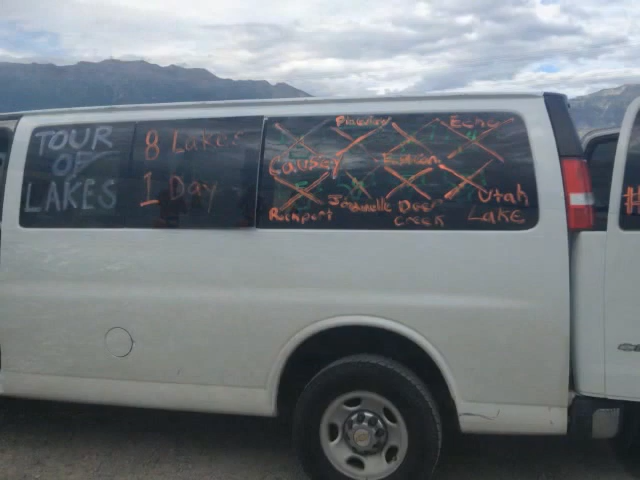 TOUR
OF
LAKES
8 Lakes
1 Day
Pineview
Echo
Causey
Rockport
Jordanelle
Deer
Creek
Utah
Lake
#